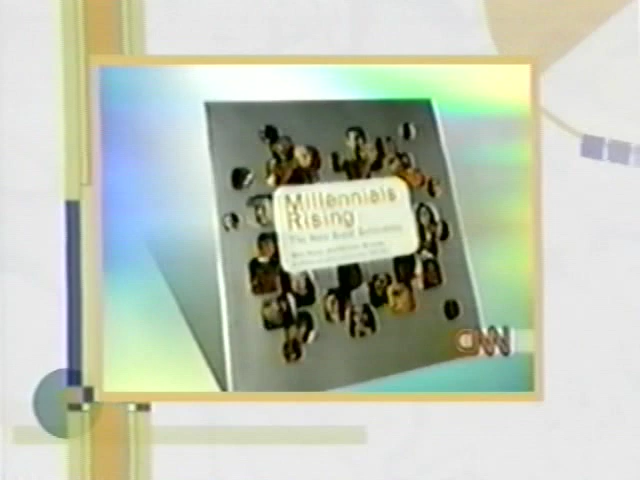 Millennials
Rising
The Next Great Generation
CNN